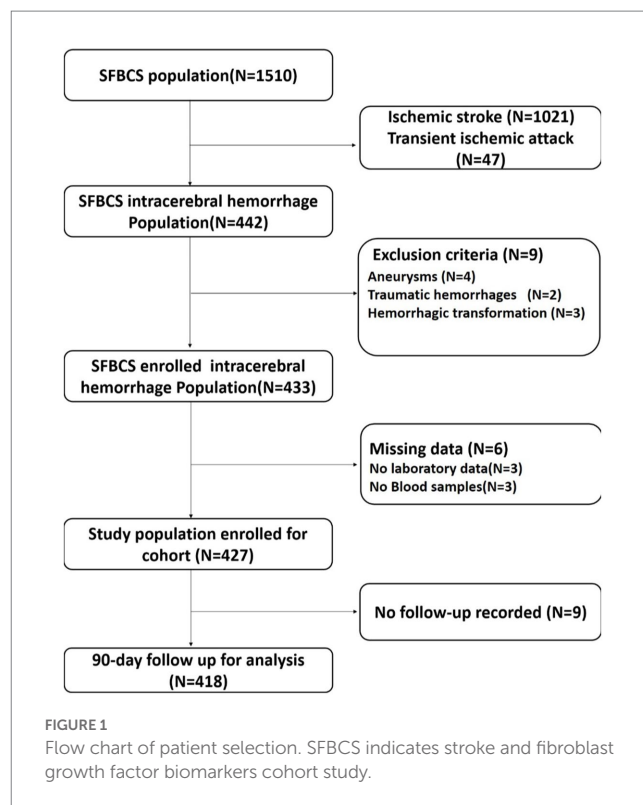 SFBCS population(N=1510)
Ischemic stroke (N=1021)
Transient ischemic attack
(N=47)
SFBCS intracerebral hemorrhage
Population(N=442)
Exclusion criteria (N=9)
Aneurysms (N=4)
Traumatic hemorrhages (N=2)
Hemorrhagic transformation (N=3)
SFBCS enrolled intracerebral
hemorrhage Population(N=433)
Missing data (N=6)
No laboratory data(N=3)
No Blood samples(N=3)
Study population enrolled for
cohort (N=427)
No follow-up recorded (N=9)
90-day follow up for analysis
(N=418)
FIGURE 1
Flow chart of patient selection. SFBCS indicates stroke and fibroblast
growth factor biomarkers cohort study.